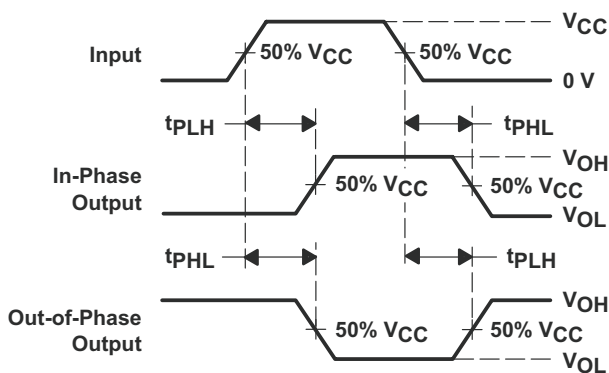 VCC
Input 50% VCC 50% VCC
0 V
tPLH tPHL
VOH
In-Phase
Output
50% VCC 50% VCC
VOL
tPHL tPLH
VOH
Out-of-Phase
Output
50% VCC 50% VCC
VOL